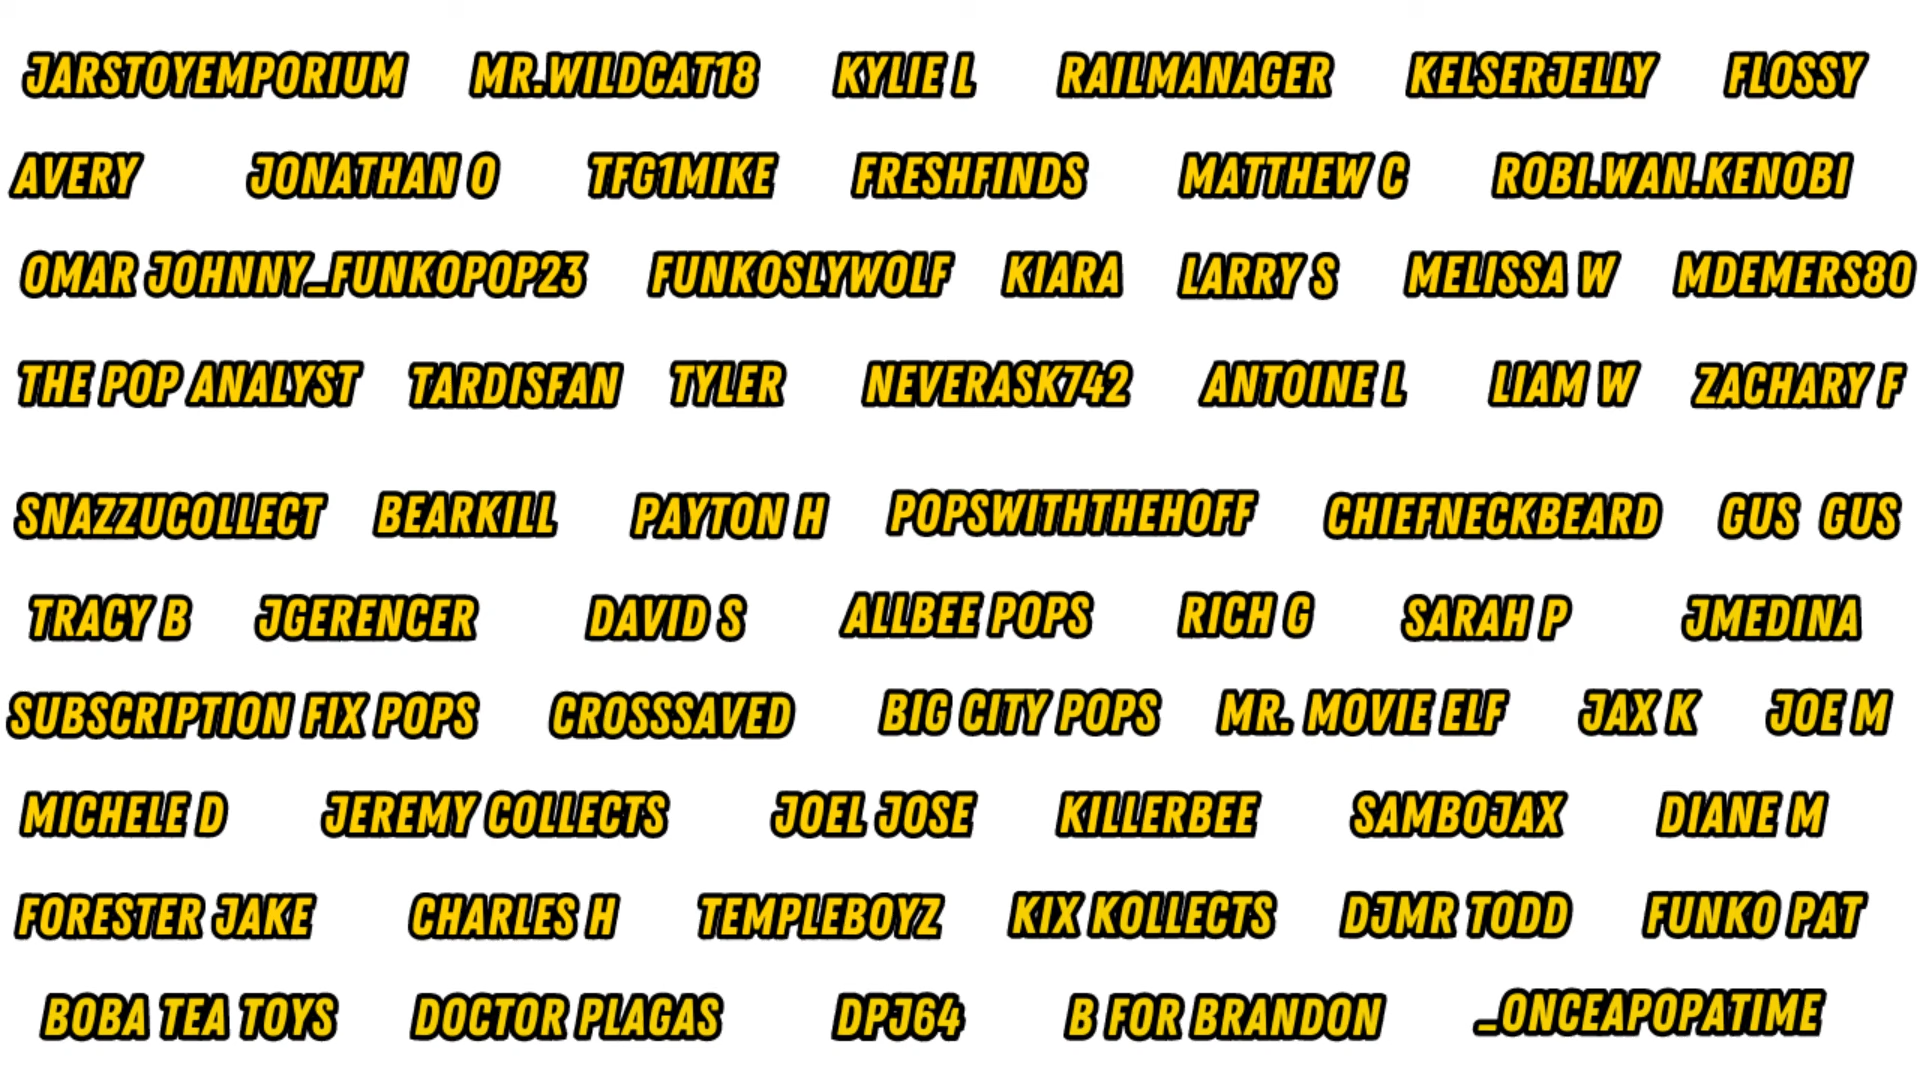 JARSTOYEMPORIUM MR.WILDCAT18 KYLIE L RAILMANAGER KELSERJELLY FLOSSY
AVERY JONATHAN O TFG1MIKE FRESHFINDS MATTHEW C ROBI.WAN.KENOBI
OMAR JOHNNY_FUNKOPOP23 FUNKOSLYWOLF KIARA LARRY S MELISSA W MDEMERS80
THE POP ANALYST TARDISFAN TYLER NEVERASK742 ANTOINE L LIAM W ZACHARY F
SNAZZUCOLLECT BEARKILL PAYTON H POPSWITHTHEHOFF CHIEFNECKBEARD GUS GUS
TRACY B JGERENCER DAVID S ALLBEE POPS RICH G SARAH P JMEDINA
SUBSCRIPTION FIX POPS CROSSSAVED BIG CITY POPS MR. MOVIE ELF JAX K JOE M
MICHELE D JEREMY COLLECTS JOEL JOSE KILLERBEE SAMBOJAX DIANE M
FORESTER JAKE CHARLES H TEMPLEBOYZ KIX KOLLECTS DJMR TODD FUNKO PAT
BOBA TEA TOYS DOCTOR PLAGAS DPJ64 B FOR BRANDON _ONCEAPOPATIME